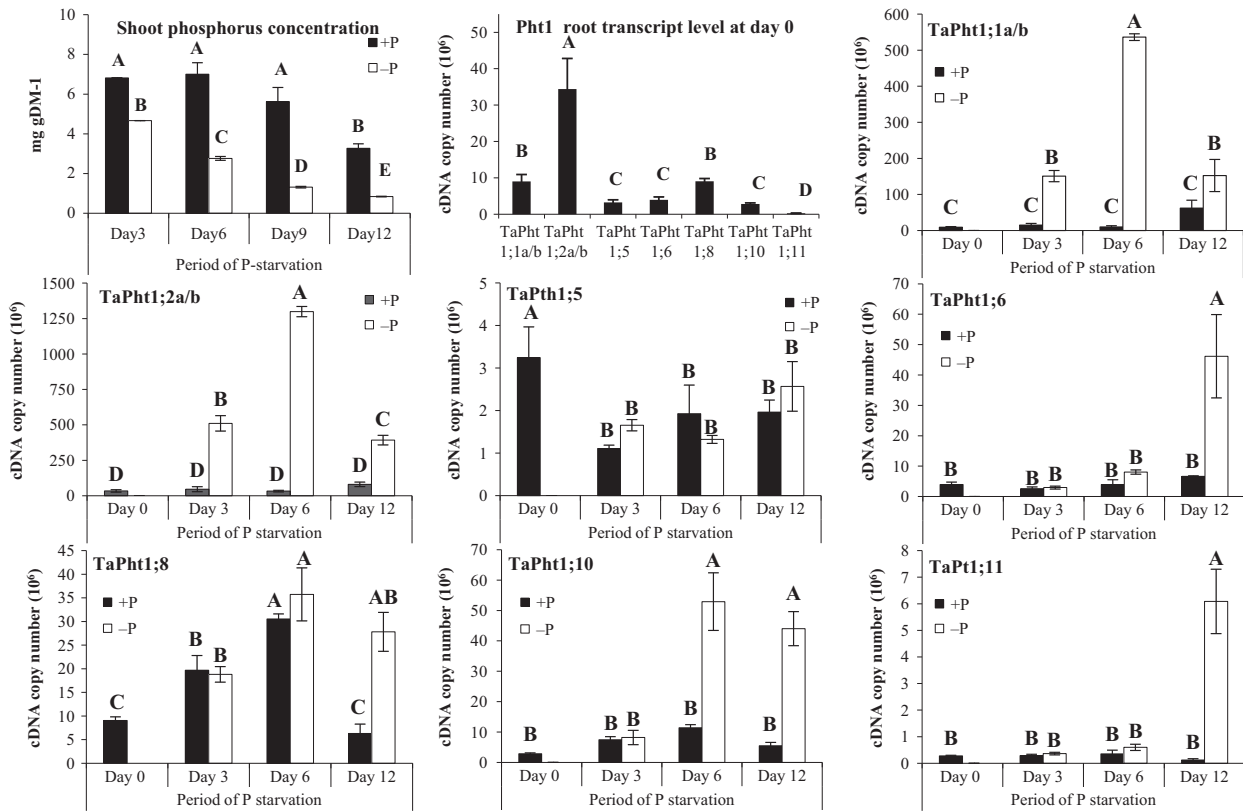 Shoot phosphorus concentration
+P
−P
mg gDM-1
8
6
4
2
0
A
B
A
C
A
D
B
E
Day3
Day6
Day9
Day12
Period of P-starvation
Pht1 root transcript level at day 0
cDNA copy number (10⁶)
50
40
30
20
10
0
B
A
C
C
B
C
D
TaPht TaPht TaPht TaPht TaPht TaPht TaPht
1;1a/b 1;2a/b 1;5 1;6 1;8 1;10 1;11
TaPht1;1a/b
+P
−P
cDNA copy number (10⁶)
600
500
400
300
200
100
0
C
C
B
C
A
C
B
Day 0
Day 3
Day 6
Day 12
Period of P starvation
TaPht1;2a/b
+P
−P
cDNA copy number (10⁶)
1500
1250
1000
750
500
250
0
D
D
B
D
A
D
C
Day 0
Day 3
Day 6
Day 12
Period of P starvation
TaPth1;5
+P
−P
cDNA copy number (10⁶)
5
4
3
2
1
0
A
B
B
B
B
B
B
Day 0
Day 3
Day 6
Day 12
Period of P starvation
TaPht1;6
+P
−P
cDNA copy number (10⁶)
70
60
50
40
30
20
10
0
B
B
B
B
B
B
A
Day 0
Day 3
Day 6
Day 12
Period of P starvation
TaPht1;8
+P
−P
cDNA copy number (10⁶)
45
40
35
30
25
20
15
10
5
0
C
B
B
A
A
C
AB
Day 0
Day 3
Day 6
Day 12
Period of P starvation
TaPht1;10
+P
−P
cDNA copy number (10⁶)
70
60
50
40
30
20
10
0
B
B
B
B
A
B
A
Day 0
Day 3
Day 6
Day 12
Period of P starvation
TaPt1;11
+P
−P
cDNA copy number (10⁶)
8
7
6
5
4
3
2
1
0
B
B
B
B
B
B
A
Day 0
Day 3
Day 6
Day 12
Period of P starvation